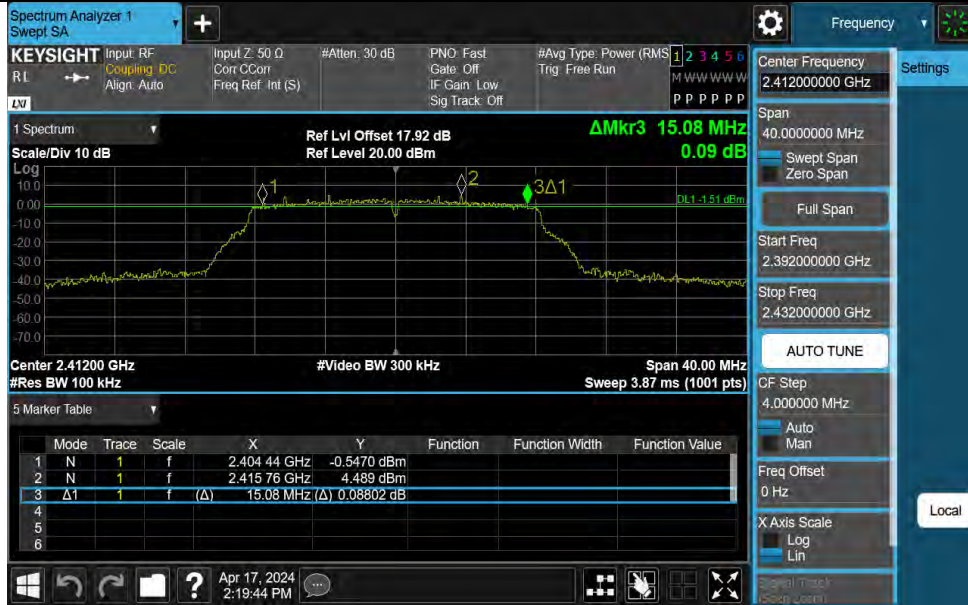 Spectrum Analyzer 1
Swept SA
+
Frequency
KEYSIGHT
RL
LXI
Input: RF
Coupling: DC
Align: Auto
Input Z: 50 Ω
Corr CCorr
Freq Ref: Int (S)
#Atten: 30 dB
PNO: Fast
Gate: Off
IF Gain: Low
Sig Track: Off
#Avg Type: Power (RMS
Trig: Free Run
1 2 3 4 5 6
M W W W W W
P P P P P P
1 Spectrum
Scale/Div 10 dB
Ref Lvl Offset 17.92 dB
Ref Level 20.00 dBm
ΔMkr3 15.08 MHz
0.09 dB
Log
10.0
0.00
-10.0
-20.0
-30.0
-40.0
-50.0
-60.0
-70.0
1
2
3Δ1
DL1 -1.51 dBm
Center 2.41200 GHz
#Video BW 300 kHz
Span 40.00 MHz
#Res BW 100 kHz
Sweep 3.87 ms (1001 pts)
5 Marker Table
Mode Trace Scale X Y Function Function Width Function Value
1 N 1 f 2.404 44 GHz -0.5470 dBm
2 N 1 f 2.415 76 GHz 4.489 dBm
3 Δ1 1 f (Δ) 15.08 MHz (Δ) 0.08802 dB
4
5
6
Center Frequency
2.412000000 GHz
Settings
Span
40.0000000 MHz
Swept Span
Zero Span
Full Span
Start Freq
2.392000000 GHz
Stop Freq
2.432000000 GHz
AUTO TUNE
CF Step
4.000000 MHz
Auto
Man
Freq Offset
0 Hz
X Axis Scale
Log
Lin
Signal Track
(Span Zoom)
Local
?
Apr 17, 2024
2:19:44 PM